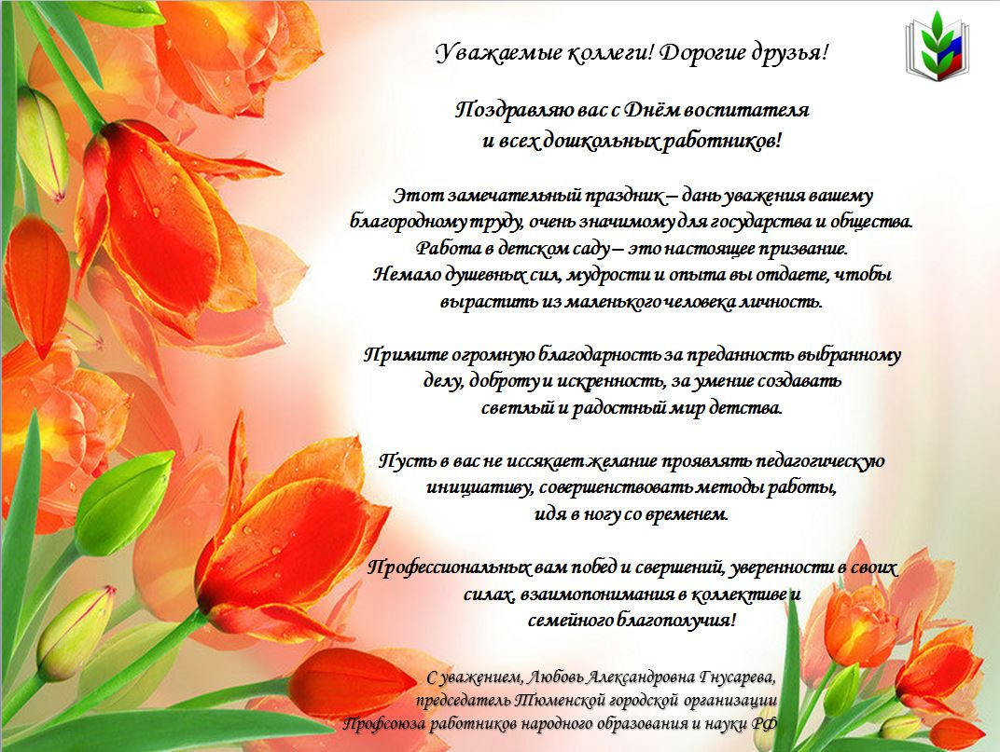 Уважаемые коллеги! Дорогие друзья!
Поздравляю вас с Днём воспитателя
и всех дошкольных работников!
Этот замечательный праздник – дань уважения вашему
благородному труду, очень значимому для государства и общества.
Работа в детском саду – это настоящее призвание.
Немало душевных сил, мудрости и опыта вы отдаете, чтобы
вырастить из маленького человека личность.
Примите огромную благодарность за преданность выбранному
делу, доброту и искренность, за умение создавать
светлый и радостный мир детства.
Пусть в вас не иссякает желание проявлять педагогическую
инициативу, совершенствовать методы работы,
идя в ногу со временем.
Профессиональных вам побед и свершений, уверенности в своих
силах, взаимопонимания в коллективе и
семейного благополучия!
С уважением, Любовь Александровна Гнусарева,
председатель Тюменской городской организации
Профсоюза работников народного образования и науки РФ